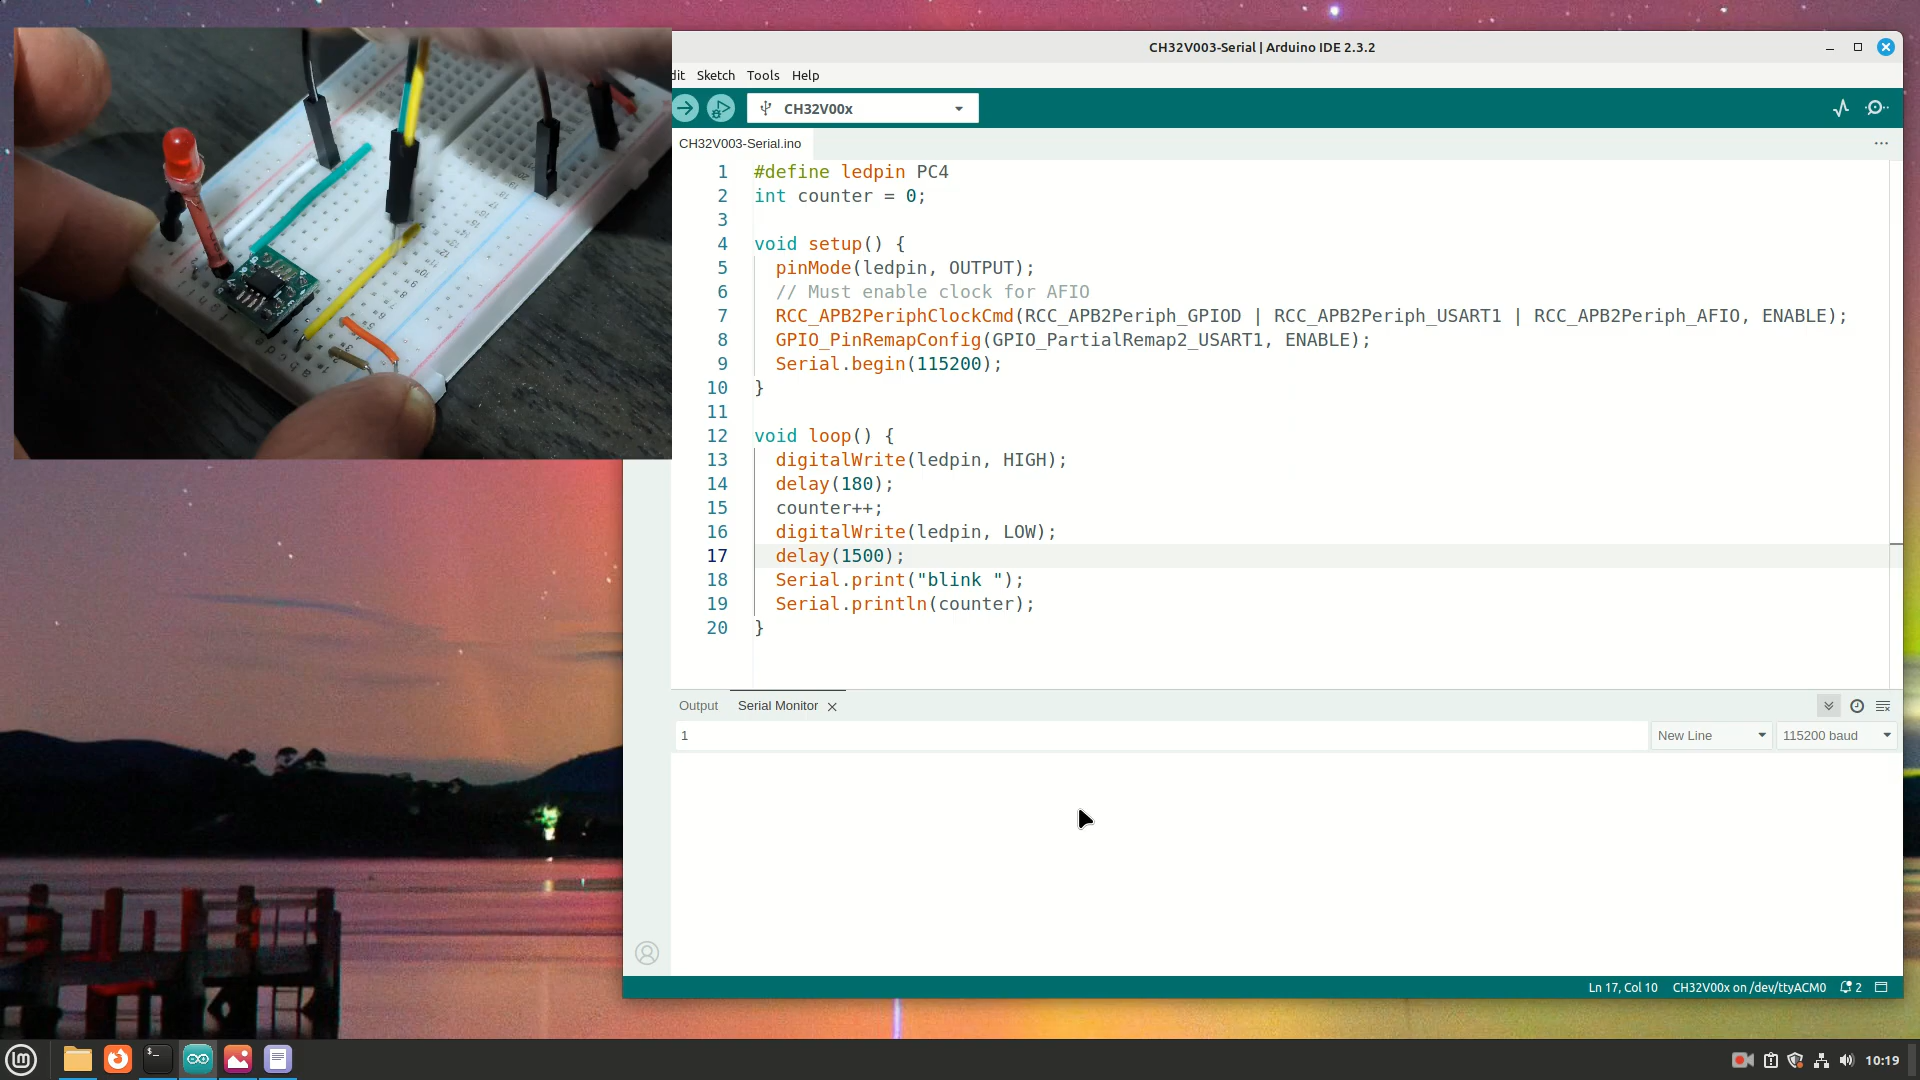 CH32V003-Serial | Arduino IDE 2.3.2
dit Sketch Tools Help
CH32V00x
CH32V003-Serial.ino
1 #define ledpin PC4
2 int counter = 0;
3
4 void setup() {
5 pinMode(ledpin, OUTPUT);
6 // Must enable clock for AFIO
7 RCC_APB2PeriphClockCmd(RCC_APB2Periph_GPIOD | RCC_APB2Periph_USART1 | RCC_APB2Periph_AFIO, ENABLE);
8 GPIO_PinRemapConfig(GPIO_PartialRemap2_USART1, ENABLE);
9 Serial.begin(115200);
10 }
11
12 void loop() {
13 digitalWrite(ledpin, HIGH);
14 delay(180);
15 counter++;
16 digitalWrite(ledpin, LOW);
17 delay(1500);
18 Serial.print("blink ");
19 Serial.println(counter);
20 }
Output Serial Monitor
1 New Line 115200 baud
Ln 17, Col 10 CH32V00x on /dev/ttyACM0 2
10:19